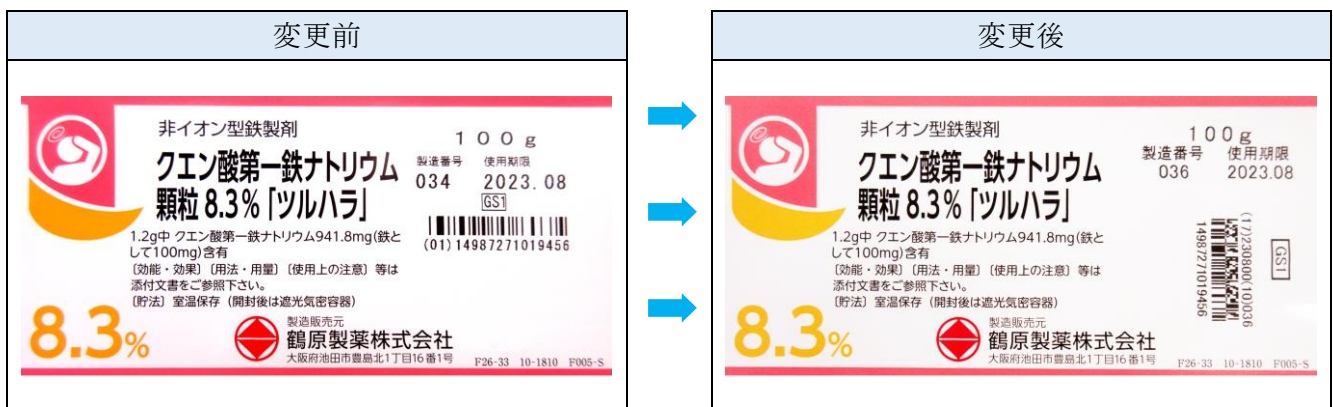 変更前
非イオン型鉄製剤
クエン酸第一鉄ナトリウム
顆粒 8.3%「ツルハラ」
1.2g中 クエン酸第一鉄ナトリウム941.8mg(鉄と
して100mg)含有
〔効能・効果〕〔用法・用量〕〔使用上の注意〕等は
添付文書をご参照下さい。
〔貯法〕室温保存(開封後は遮光気密容器)
8.3%
製造販売元
鶴原製薬株式会社
大阪府池田市豊島北1丁目16番1号
100g
製造番号 使用期限
034 2023.08
GS1
(01)14987271019456
F26-33 10-1810 F005-S
変更後
非イオン型鉄製剤
クエン酸第一鉄ナトリウム
顆粒 8.3%「ツルハラ」
1.2g中 クエン酸第一鉄ナトリウム941.8mg(鉄と
して100mg)含有
〔効能・効果〕〔用法・用量〕〔使用上の注意〕等は
添付文書をご参照下さい。
〔貯法〕室温保存(開封後は遮光気密容器)
8.3%
製造販売元
鶴原製薬株式会社
大阪府池田市豊島北1丁目16番1号
100g
製造番号 使用期限
036 2023.08
GS1
(17)230800(10)036
14987271019456
F26-33 10-1810 F005-S